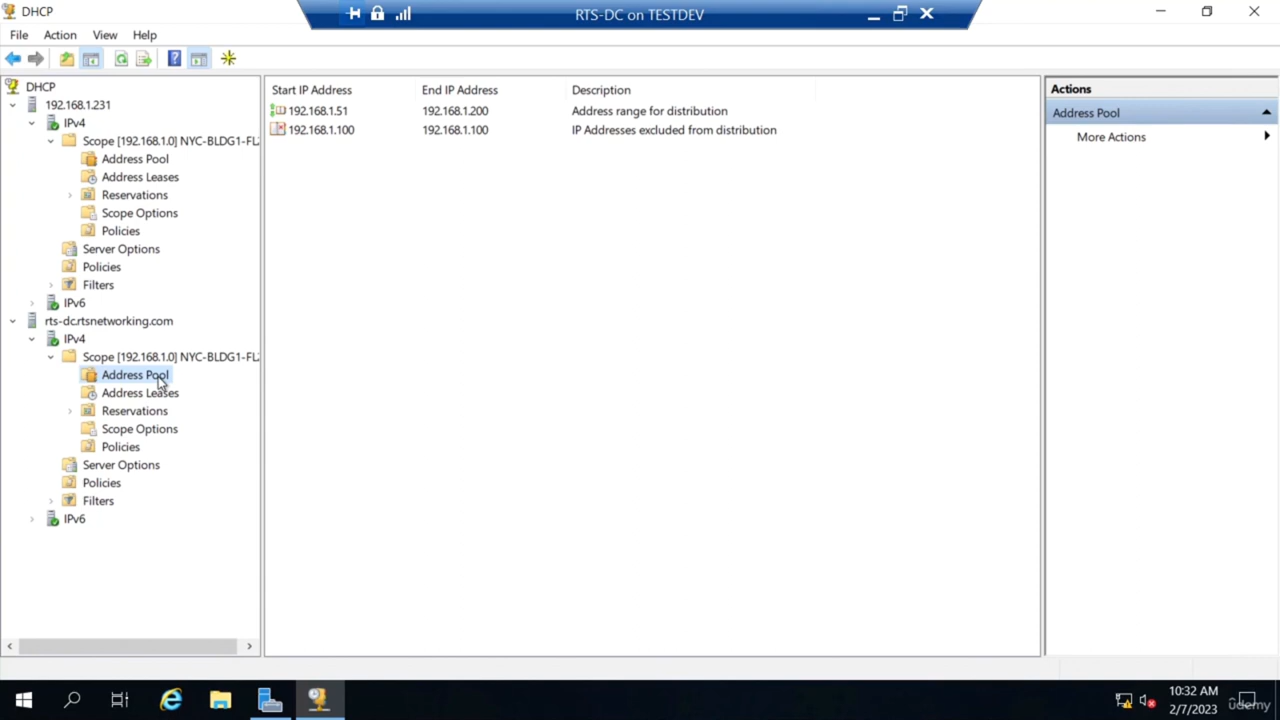 DHCP
RTS-DC on TESTDEV
File Action View Help
DHCP
192.168.1.231
IPv4
Scope [192.168.1.0] NYC-BLDG1-FL
Address Pool
Address Leases
Reservations
Scope Options
Policies
Server Options
Policies
Filters
IPv6
rts-dc.rtsnetworking.com
IPv4
Scope [192.168.1.0] NYC-BLDG1-FL
Address Pool
Address Leases
Reservations
Scope Options
Policies
Server Options
Policies
Filters
IPv6
Start IP Address End IP Address Description
192.168.1.51 192.168.1.200 Address range for distribution
192.168.1.100 192.168.1.100 IP Addresses excluded from distribution
Actions
Address Pool
More Actions
10:32 AM
2/7/2023
udemy